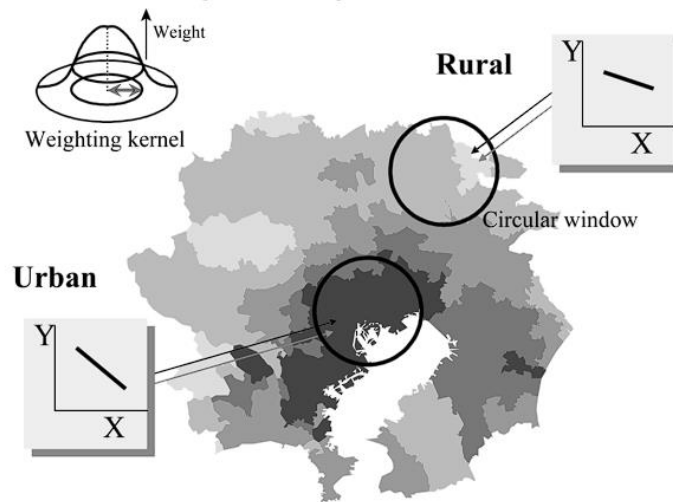 Weight
Weighting kernel
Rural
Y
X
Circular window
Urban
Y
X